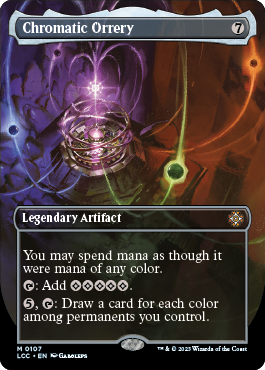 Chromatic Orrery 7
Legendary Artifact
You may spend mana as though it
were mana of any color.
: Add .
5, : Draw a card for each color
among permanents you control.
M 0107
LCC • EN Gaboleps
™ & © 2023 Wizards of the Coast